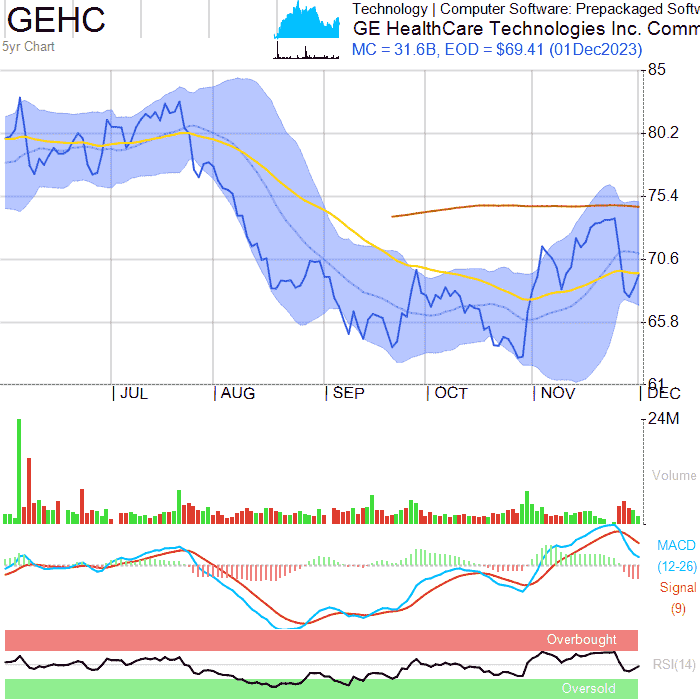 GEHC
5yr Chart
Technology | Computer Software: Prepackaged Softw
GE HealthCare Technologies Inc. Comm
MC = 31.6B, EOD = $69.41 (01Dec2023)
85
80.2
75.4
70.6
65.8
61
JUL AUG SEP OCT NOV DEC
24M
Volume
MACD
(12-26)
Signal
(9)
Overbought
RSI(14)
Oversold